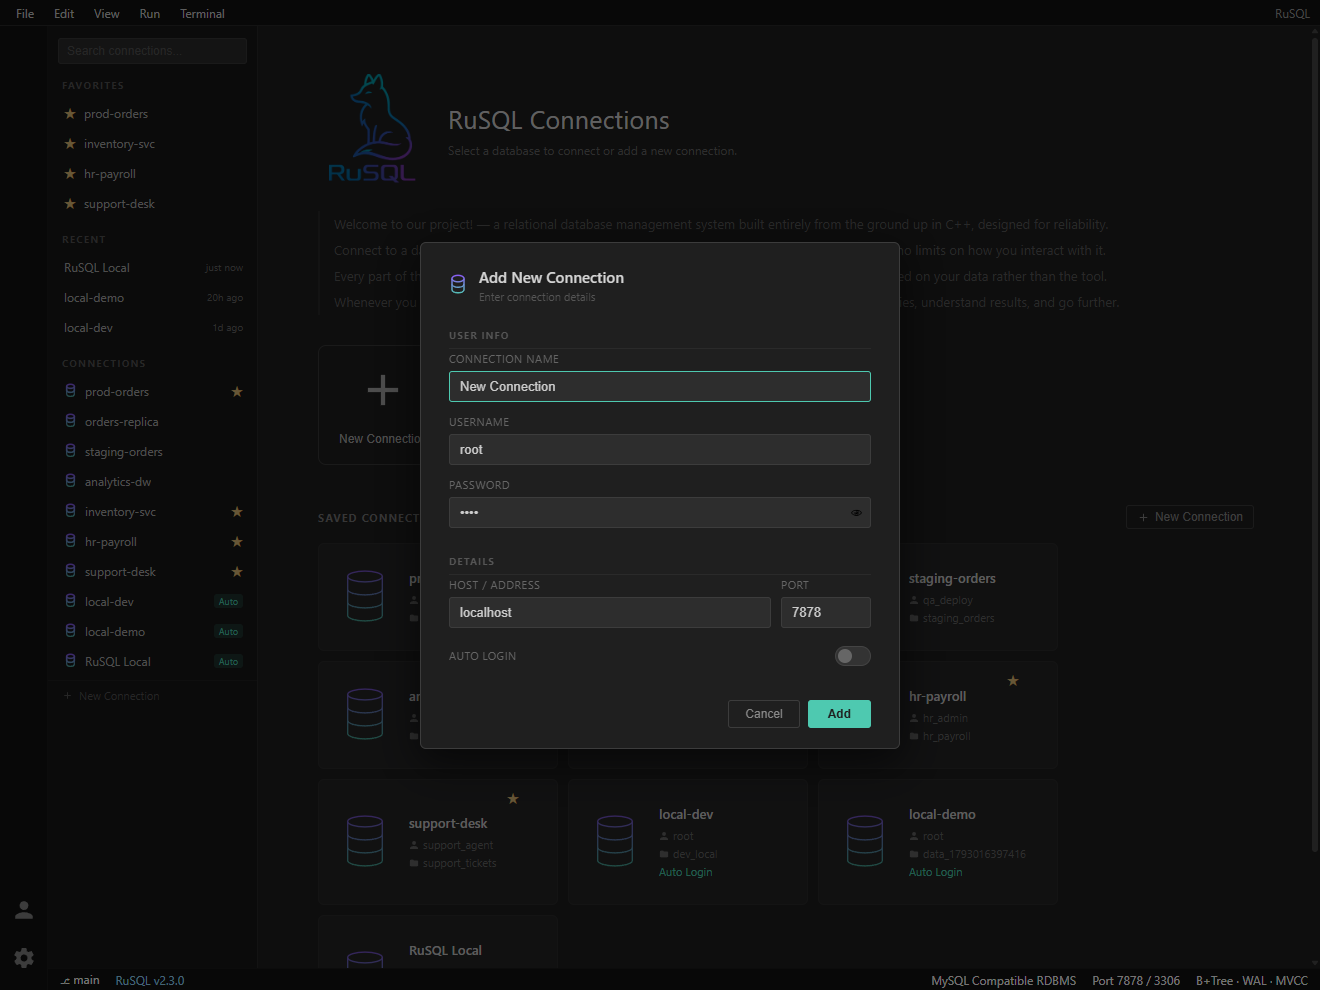 File Edit View Run Terminal RuSQL
Search connections...
FAVORITES
★ prod-orders
★ inventory-svc
★ hr-payroll
★ support-desk
RECENT
RuSQL Local just now
local-demo 20h ago
local-dev 1d ago
CONNECTIONS
prod-orders ★
orders-replica
staging-orders
analytics-dw
inventory-svc ★
hr-payroll ★
support-desk ★
local-dev Auto
local-demo Auto
RuSQL Local Auto
+ New Connection
RuSQL
RuSQL Connections
Select a database to connect or add a new connection.
Welcome to our project! — a relational database management system built entirely from the ground up in C++, designed for reliability.
Connect to a d
no limits on how you interact with it.
Every part of th
ed on your data rather than the tool.
Whenever you
es, understand results, and go further.
New Connectio
Add New Connection
Enter connection details
USER INFO
CONNECTION NAME
New Connection
USERNAME
root
PASSWORD
••••
DETAILS
HOST / ADDRESS PORT
localhost 7878
AUTO LOGIN
Cancel Add
SAVED CONNECT
+ New Connection
staging-orders
qa_deploy
staging_orders
an
hr-payroll
hr_admin
hr_payroll
support-desk
support_agent
support_tickets
local-dev
root
dev_local
Auto Login
local-demo
root
data_1793016397416
Auto Login
RuSQL Local
main RuSQL v2.3.0 MySQL Compatible RDBMS Port 7878 / 3306 B+Tree · WAL · MVCC